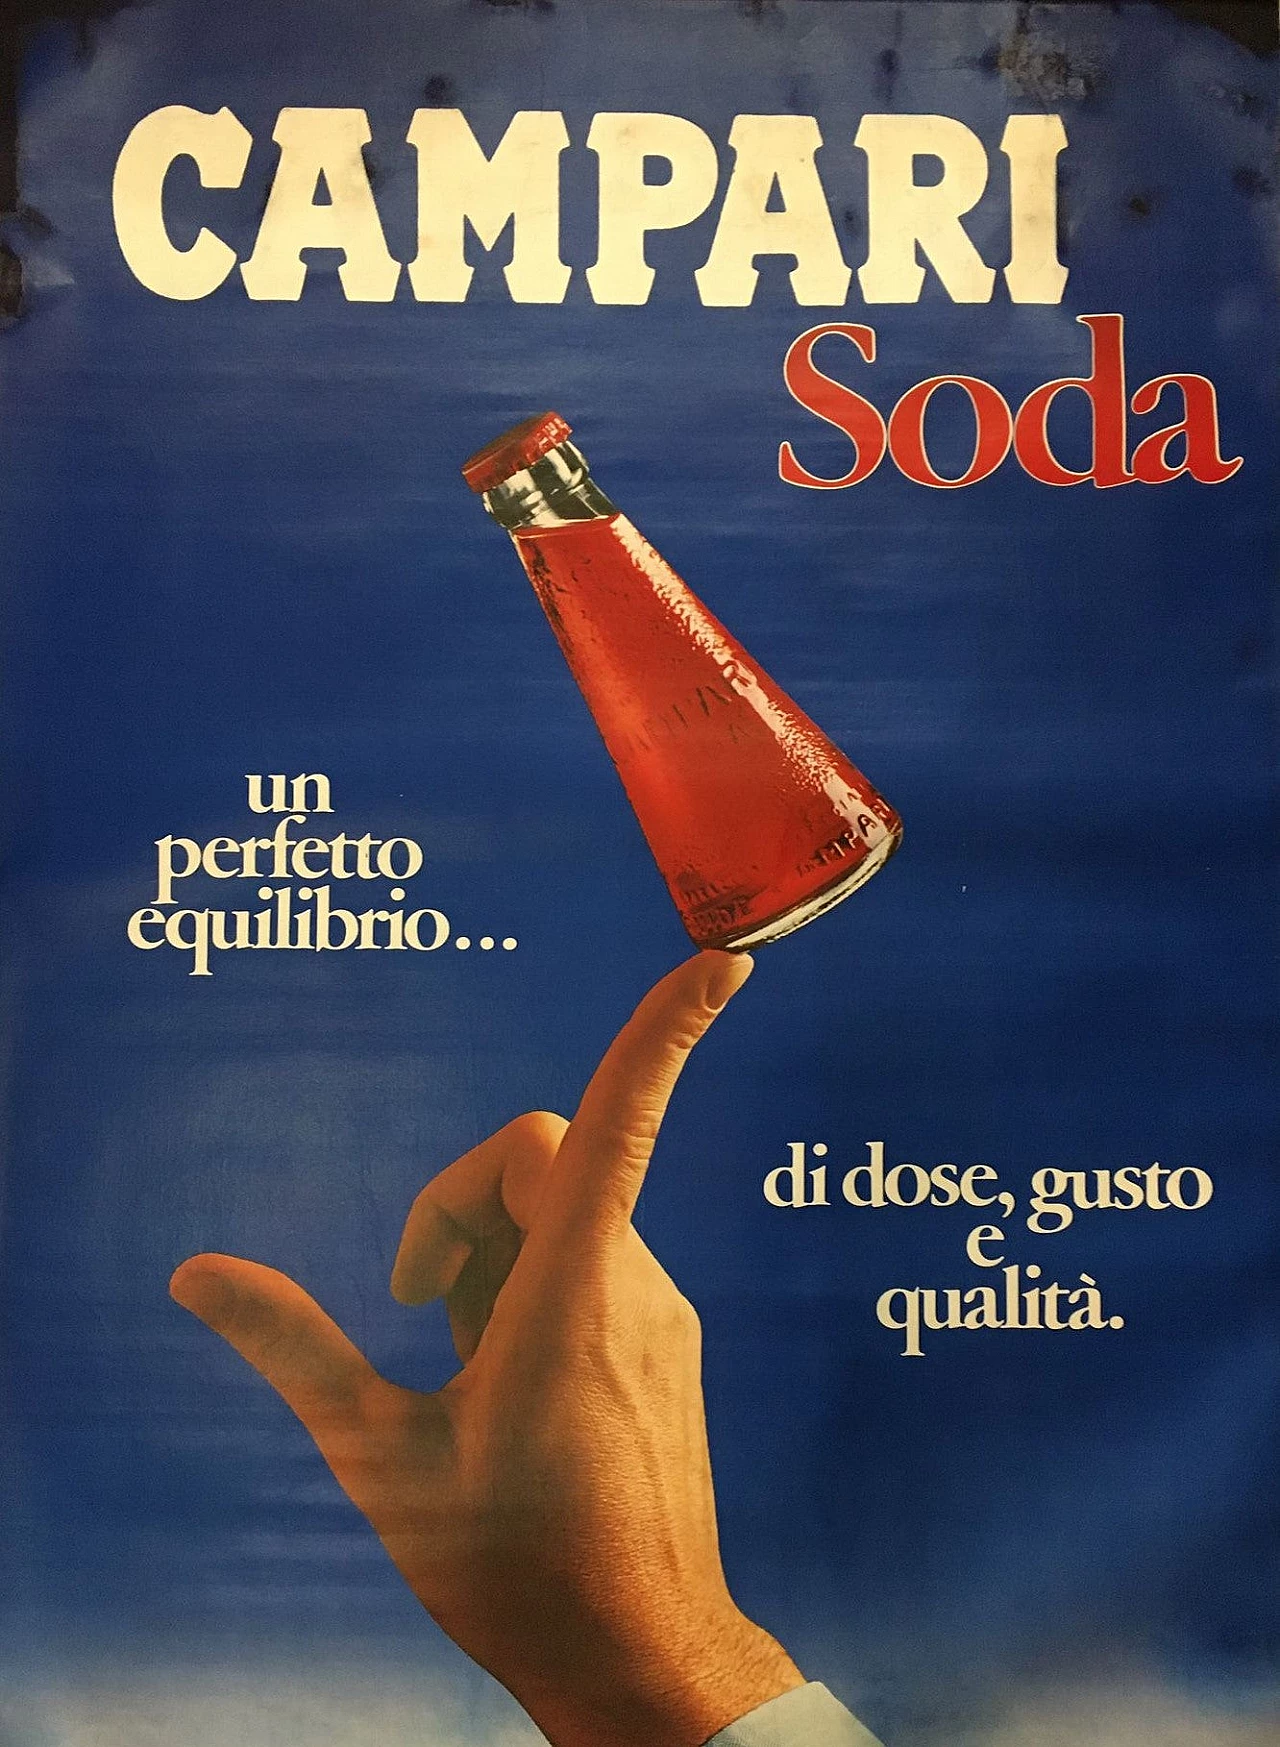 CAMPARI
Soda
un
perfetto
equilibrio...
di dose, gusto
e
qualità.